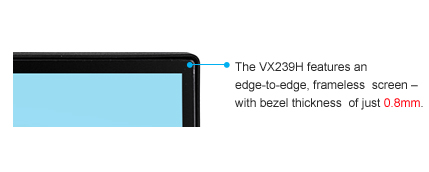 The VX239H features an
edge-to-edge, frameless screen –
with bezel thickness of just 0.8mm.